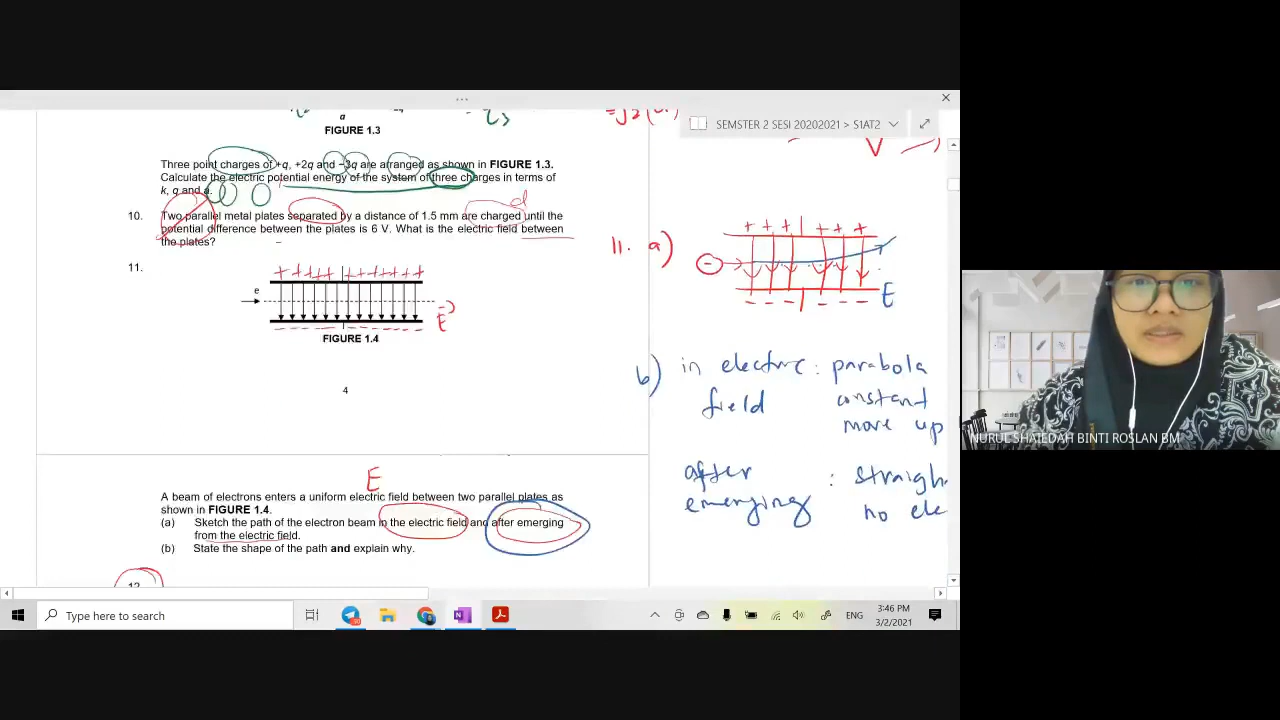 a
FIGURE 1.3
SEMSTER 2 SESI 20202021 > S1AT2
V
Three point charges of +q, +2q and –3q are arranged as shown in FIGURE 1.3.
Calculate the electric potential energy of the system of three charges in terms of
k, q and a.
d
10. Two parallel metal plates separated by a distance of 1.5 mm are charged until the
potential difference between the plates is 6 V. What is the electric field between
the plates?
11.
+ + + + + + + + + + + +
e
E
FIGURE 1.4
4
11. a)
+ + + + + +
−
− − − − − −
E
b) in electric : parabola
field constant
move up
after : straigh
emerging no ele
E
A beam of electrons enters a uniform electric field between two parallel plates as
shown in FIGURE 1.4.
(a) Sketch the path of the electron beam in the electric field and after emerging
from the electric field.
(b) State the shape of the path and explain why.
12
NURUL SHAIEDAH BINTI ROSLAN BM
Type here to search
ENG
3:46 PM
3/2/2021